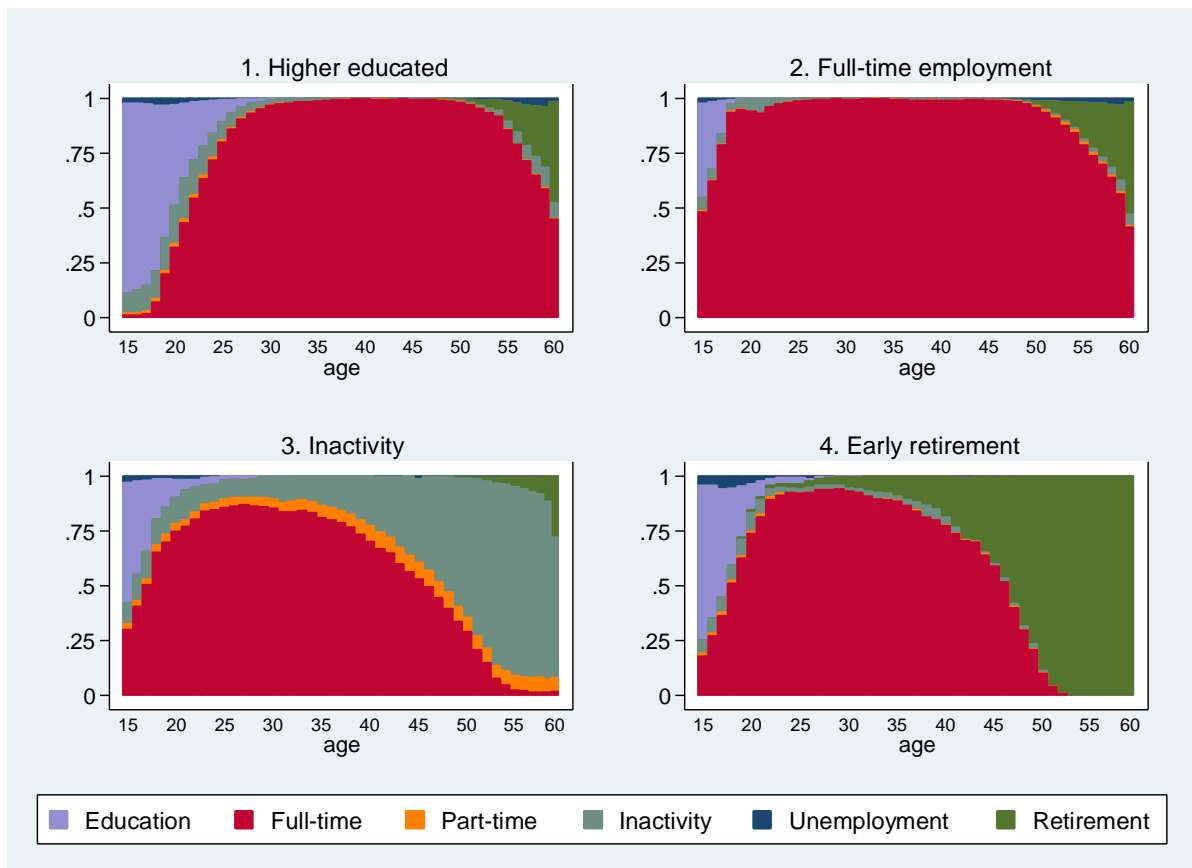 1. Higher educated
1
.75
.5
.25
0
15 20 25 30 35 40 45 50 55 60
age
2. Full-time employment
1
.75
.5
.25
0
15 20 25 30 35 40 45 50 55 60
age
3. Inactivity
1
.75
.5
.25
0
15 20 25 30 35 40 45 50 55 60
age
4. Early retirement
1
.75
.5
.25
0
15 20 25 30 35 40 45 50 55 60
age
Education Full-time Part-time Inactivity Unemployment Retirement